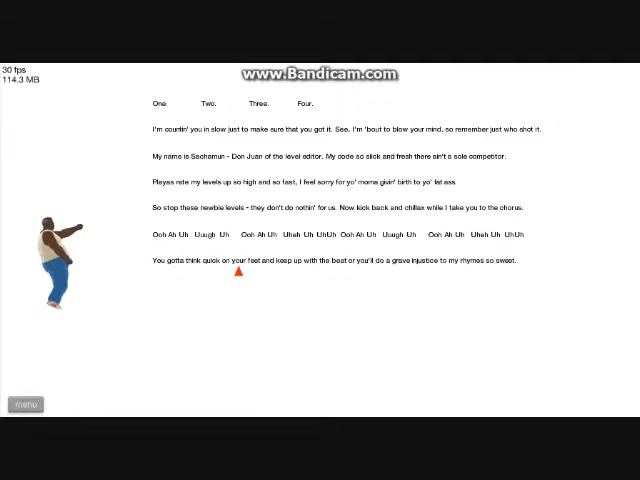 30 fps
114.3 MB
www.Bandicam.com
One. Two. Three. Four.
I'm countin' you in slow just to make sure that you got it. See, I'm 'bout to blow your mind, so remember just who shot it.
My name is Saohamun - Don Juan of the level editor. My code so slick and fresh there ain't a sole competitor.
Playas rate my levels up so high and so fast, I feel sorry for yo' moma givin' birth to yo' fat ass.
So stop these newbie levels - they don't do nothin' for us. Now kick back and chillax while I take you to the chorus.
Ooh Ah Uh Uuugh Uh Ooh Ah Uh Uheh Uh UhUh Ooh Ah Uh Uuugh Uh Ooh Ah Uh Uheh Uh UhUh
You gotta think quick on your feet and keep up with the beat or you'll do a grave injustice to my rhymes so sweet.
menu